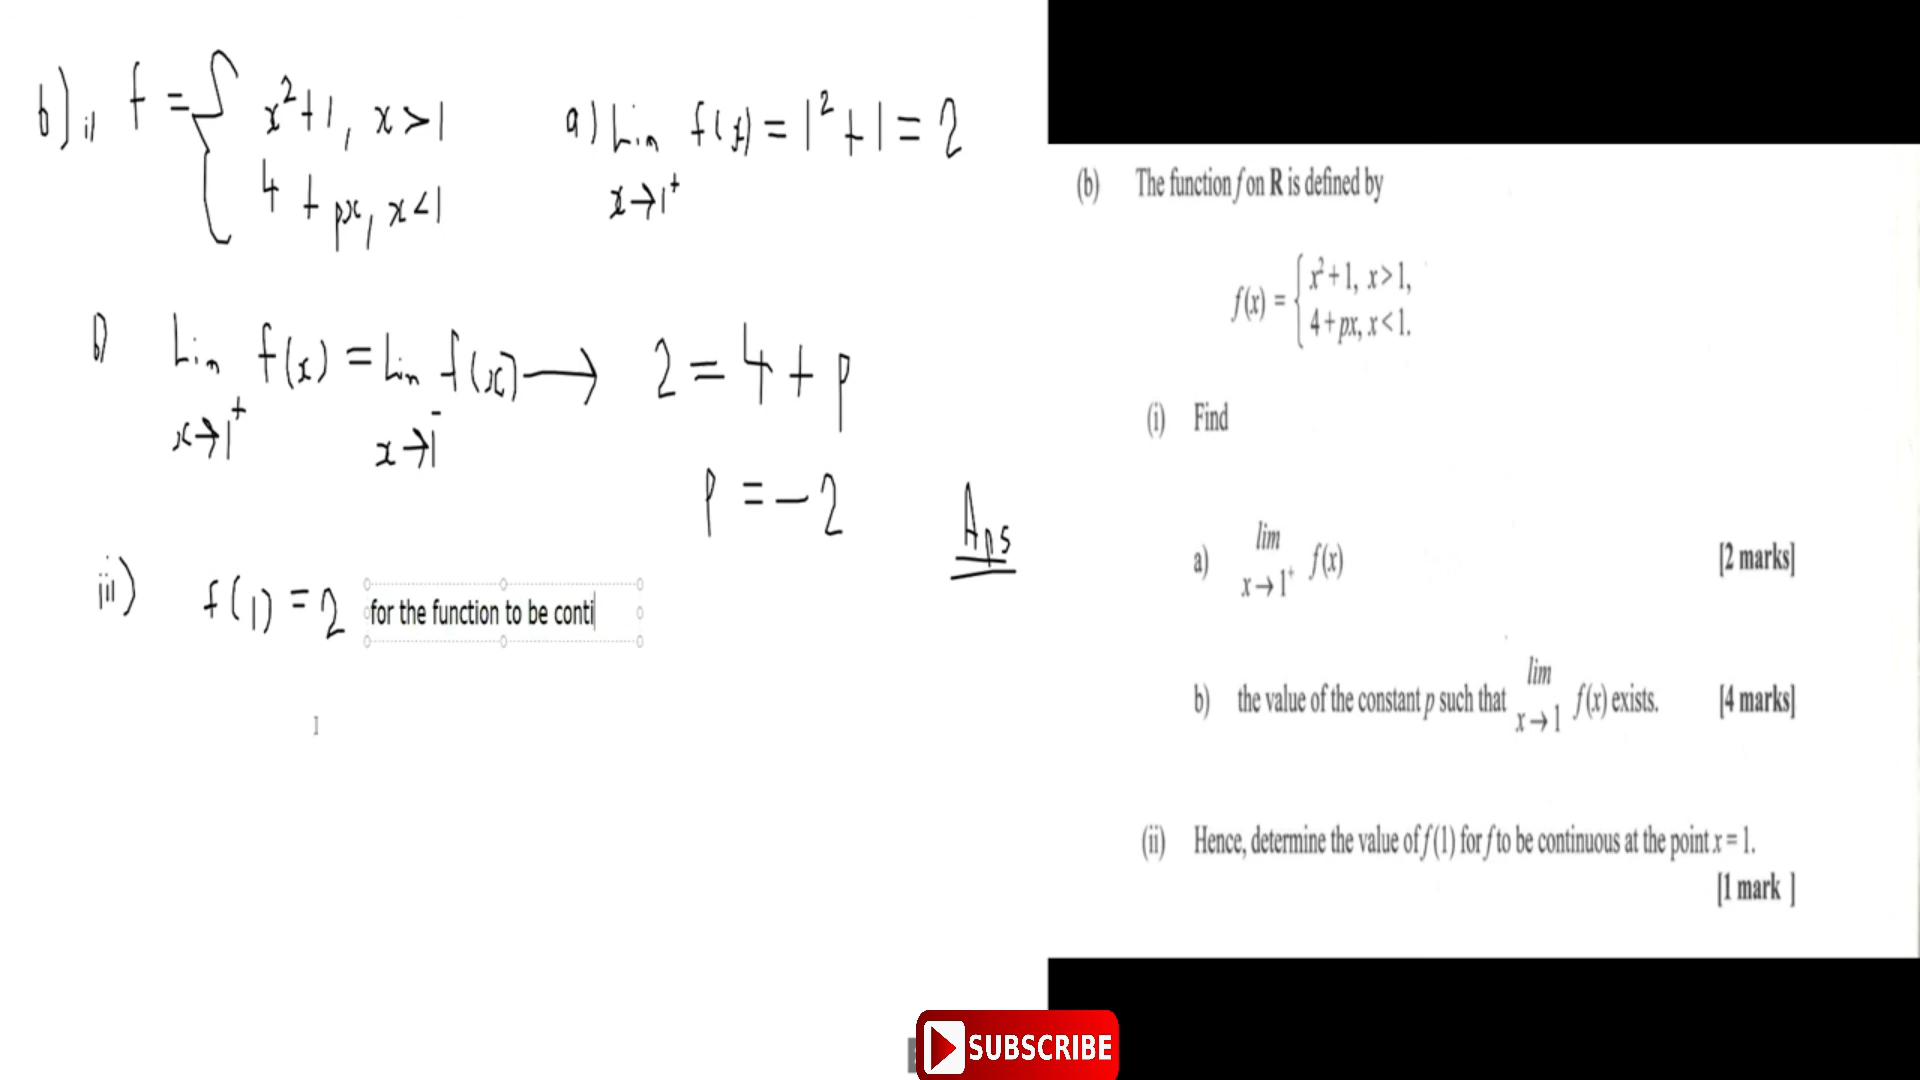 b) i) f = { x² + 1, x > 1
4 + px, x < 1
a) Lim f(x) = 1² + 1 = 2
x→1⁺
b) Lim f(x) = Lim f(x) ⟶ 2 = 4 + p
x→1⁺ x→1⁻
p = -2
Ans
iii) f(1) = 2 for the function to be conti
(b) The function f on R is defined by
f(x) = { x² + 1, x > 1,
4 + px, x < 1.
(i) Find
a) lim f(x) [2 marks]
x → 1⁺
b) the value of the constant p such that lim f(x) exists. [4 marks]
x → 1
(ii) Hence, determine the value of f (1) for f to be continuous at the point x = 1.
[1 mark ]
SUBSCRIBE